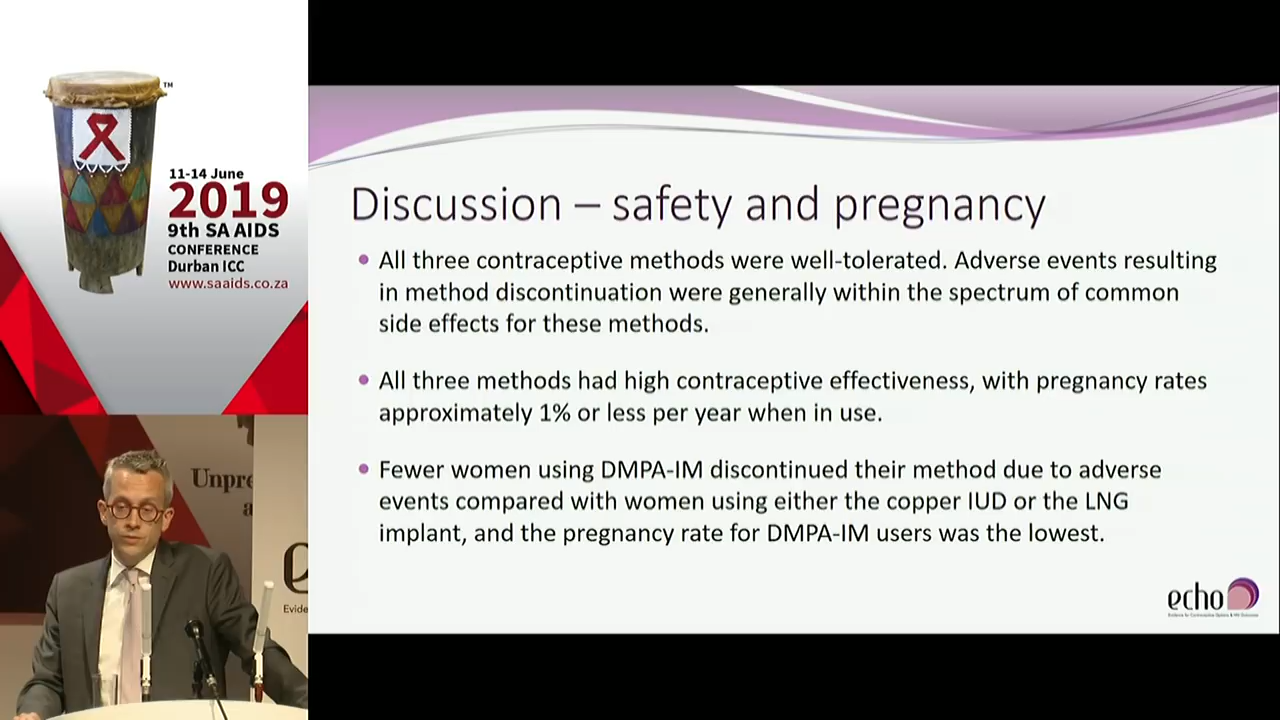 TM
11-14 June
2019
9th SA AIDS
CONFERENCE
Durban ICC
www.saaids.co.za
Unpre
a
e
Evide
Discussion – safety and pregnancy
• All three contraceptive methods were well-tolerated. Adverse events resulting
in method discontinuation were generally within the spectrum of common
side effects for these methods.
• All three methods had high contraceptive effectiveness, with pregnancy rates
approximately 1% or less per year when in use.
• Fewer women using DMPA-IM discontinued their method due to adverse
events compared with women using either the copper IUD or the LNG
implant, and the pregnancy rate for DMPA-IM users was the lowest.
echo